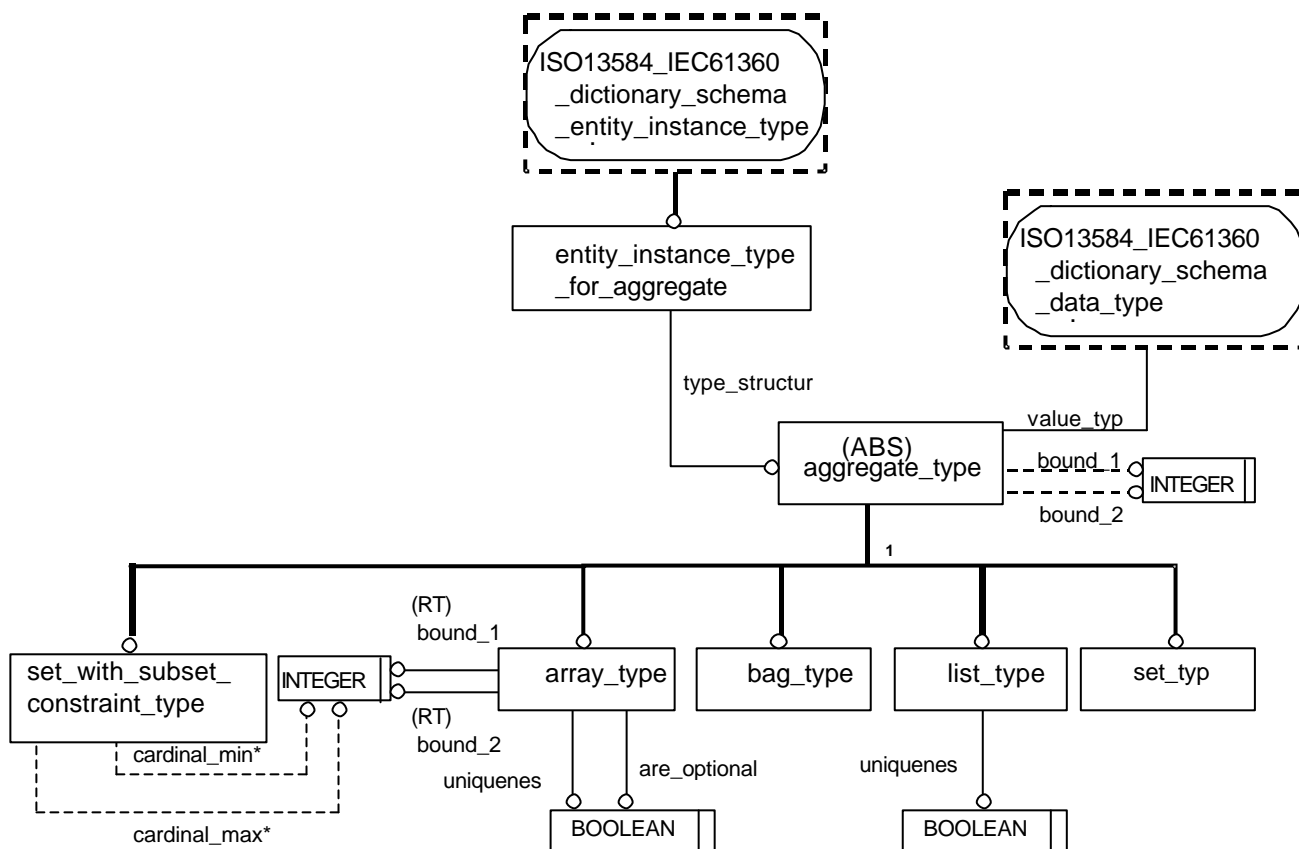 ISO13584_IEC61360
_dictionary_schema
_entity_instance_type
entity_instance_type
_for_aggregate
ISO13584_IEC61360
_dictionary_schema
_data_type
type_structur
(ABS)
aggregate_type
value_typ
bound_1
INTEGER
bound_2
1
(RT)
bound_1
set_with_subset_
constraint_type
INTEGER
array_type
bag_type
list_type
set_typ
(RT)
bound_2
cardinal_min*
uniquenes
are_optional
uniquenes
cardinal_max*
BOOLEAN
BOOLEAN